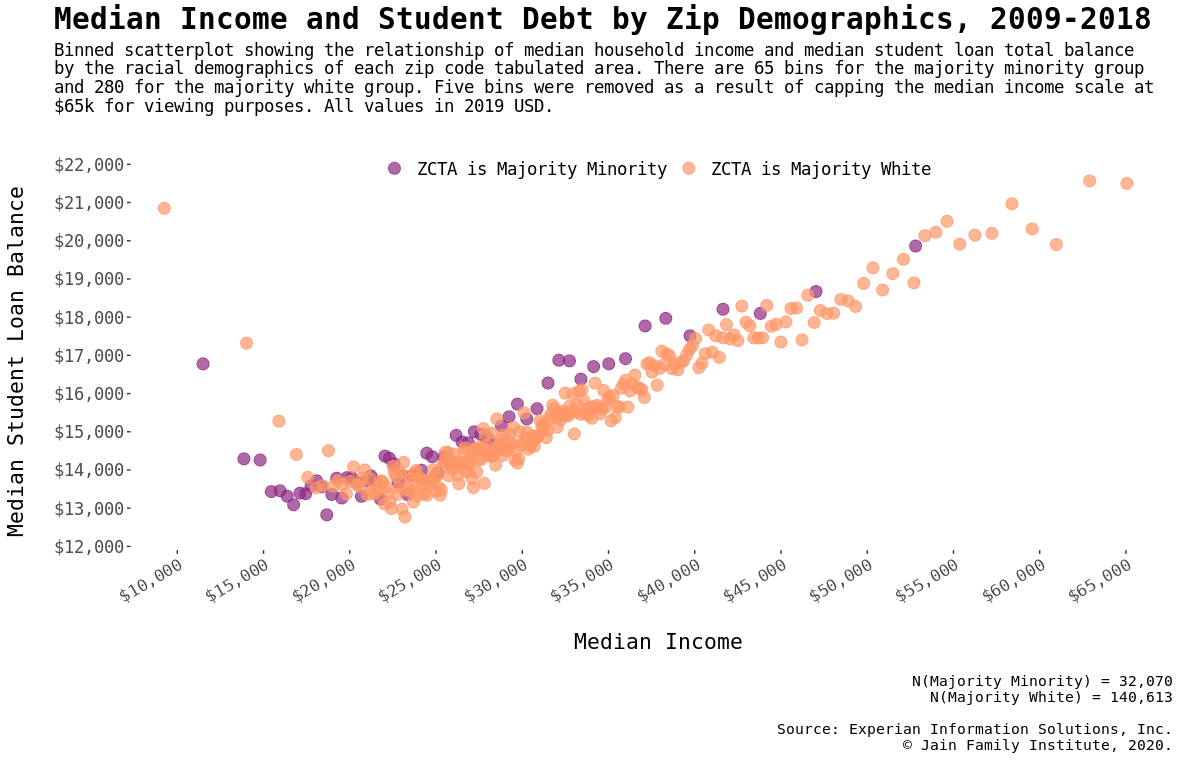 Median Income and Student Debt by Zip Demographics, 2009-2018
Binned scatterplot showing the relationship of median household income and median student loan total balance
by the racial demographics of each zip code tabulated area. There are 65 bins for the majority minority group
and 280 for the majority white group. Five bins were removed as a result of capping the median income scale at
$65k for viewing purposes. All values in 2019 USD.
ZCTA is Majority Minority
ZCTA is Majority White
Median Student Loan Balance
$22,000
$21,000
$20,000
$19,000
$18,000
$17,000
$16,000
$15,000
$14,000
$13,000
$12,000
$10,000
$15,000
$20,000
$25,000
$30,000
$35,000
$40,000
$45,000
$50,000
$55,000
$60,000
$65,000
Median Income
N(Majority Minority) = 32,070
N(Majority White) = 140,613
Source: Experian Information Solutions, Inc.
© Jain Family Institute, 2020.